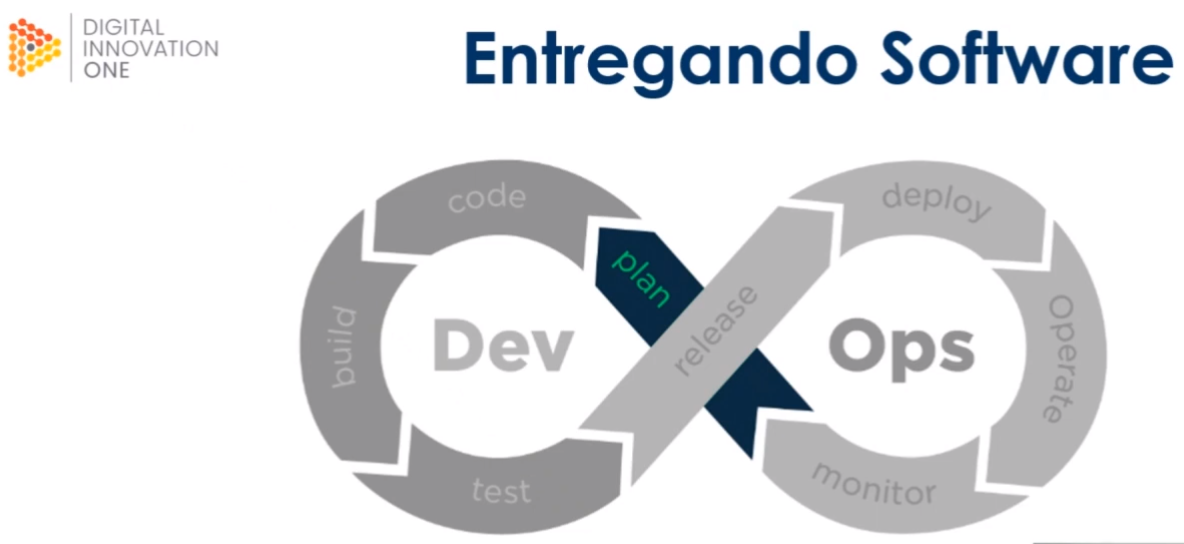 DIGITAL
INNOVATION
ONE
Entregando Software
code
plan
build
Dev
test
release
deploy
Ops
Operate
monitor